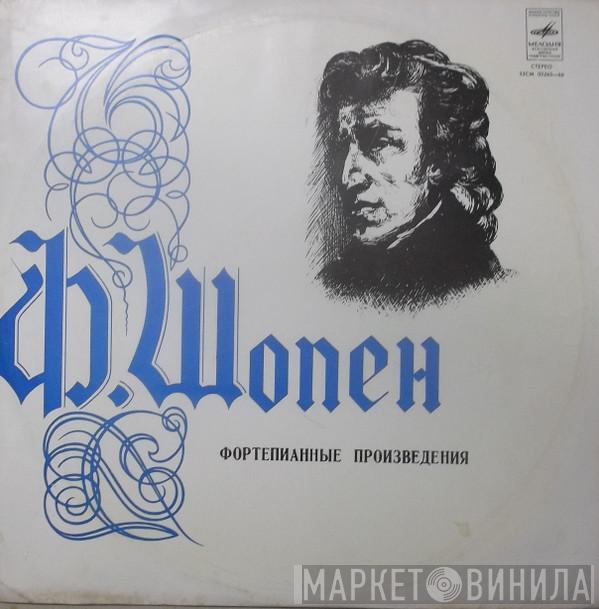 МЕЛОДИЯ
СТЕРЕО
Ф. Шопен
ФОРТЕПИАННЫЕ ПРОИЗВЕДЕНИЯ
МАРКЕТ ВИНИЛА